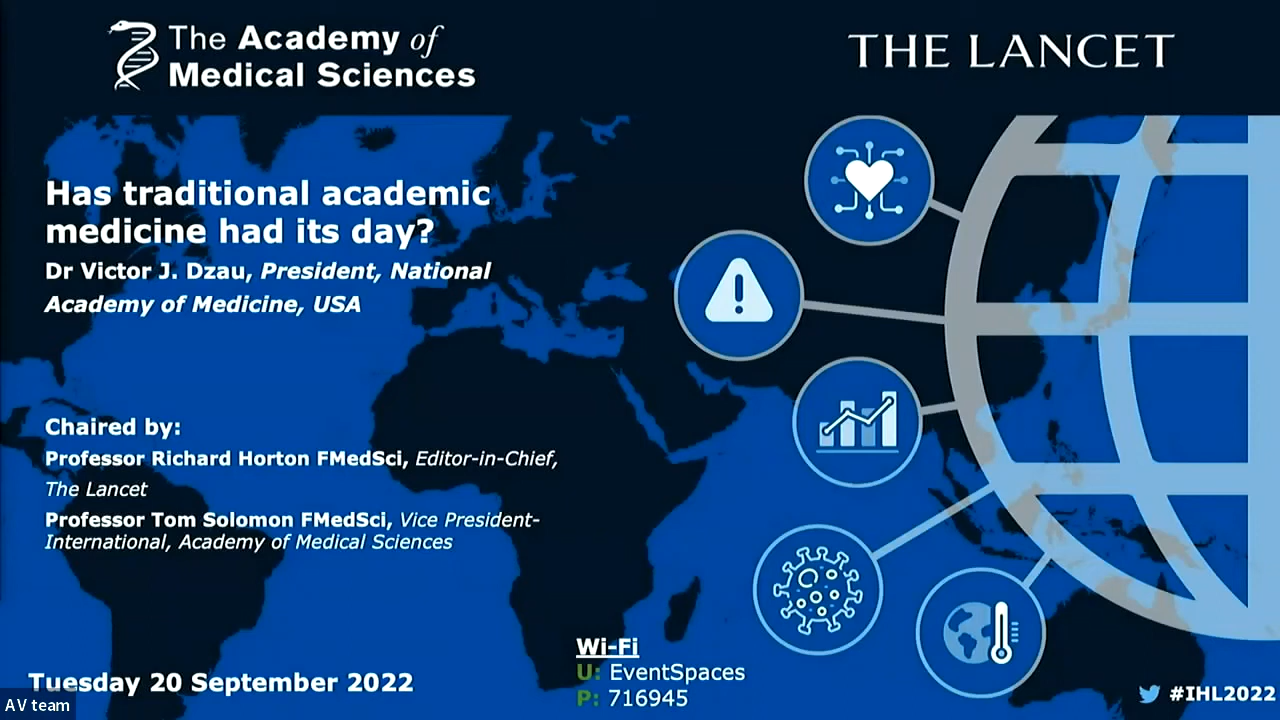 The Academy of
Medical Sciences
THE LANCET
Has traditional academic
medicine had its day?
Dr Victor J. Dzau, President, National
Academy of Medicine, USA
Chaired by:
Professor Richard Horton FMedSci, Editor-in-Chief,
The Lancet
Professor Tom Solomon FMedSci, Vice President-
International, Academy of Medical Sciences
Wi-Fi
U: EventSpaces
P: 716945
Tuesday 20 September 2022
#IHL2022
AV team